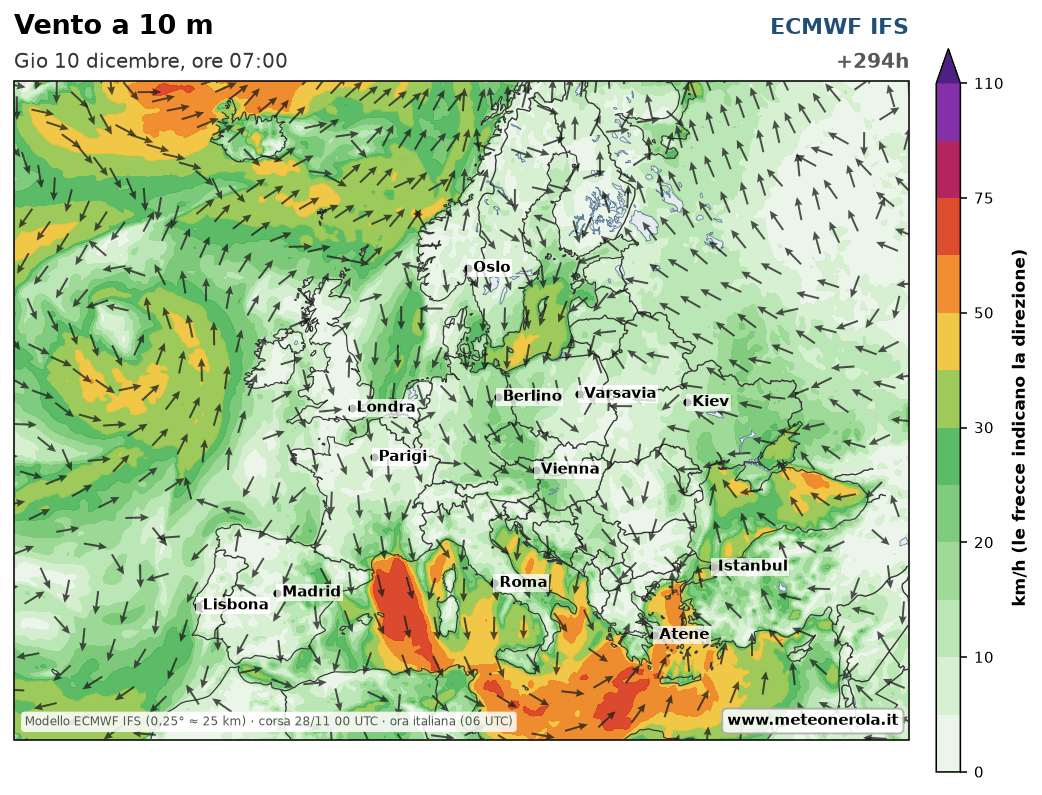 Vento a 10 m
ECMWF IFS
Gio 10 dicembre, ore 07:00
+294h
110
75
50
30
20
10
0
km/h (le frecce indicano la direzione)
Oslo
Berlino
Varsavia
Kiev
Londra
Parigi
Vienna
Istanbul
Roma
Madrid
Lisbona
Atene
Modello ECMWF IFS (0,25° ≈ 25 km) · corsa 28/11 00 UTC · ora italiana (06 UTC)
www.meteonerola.it